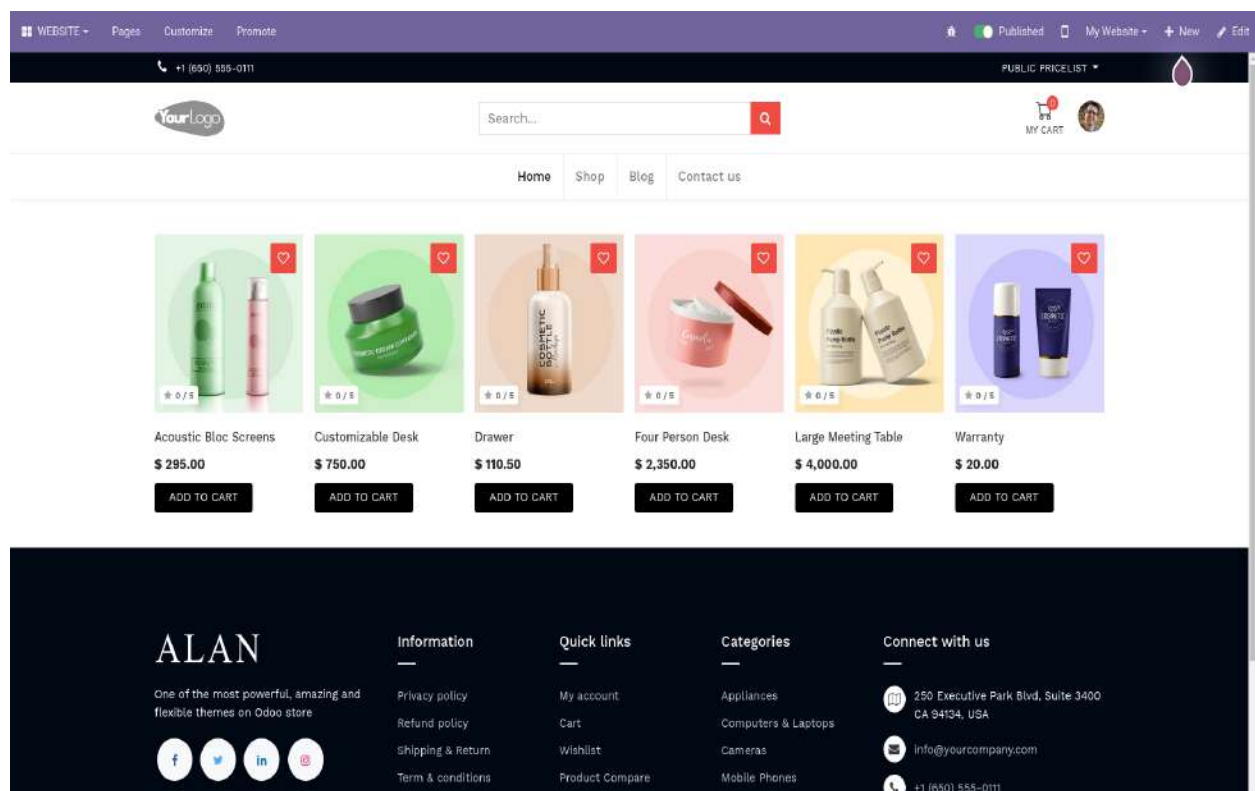 WEBSITE Pages Customize Promote Published My Website + New Edit
+1 (650) 555-0111 PUBLIC PRICELIST
YourLogo Search... 0
MY CART
Home Shop Blog Contact us
COSMETIC
BOTTLE
0 / 5 0 / 5 0 / 5 0 / 5 0 / 5 0 / 5
Acoustic Bloc Screens Customizable Desk Drawer Four Person Desk Large Meeting Table Warranty
$ 295.00 $ 750.00 $ 110.50 $ 2,350.00 $ 4,000.00 $ 20.00
ADD TO CART ADD TO CART ADD TO CART ADD TO CART ADD TO CART ADD TO CART
ALAN
One of the most powerful, amazing and
flexible themes on Odoo store
Information
Privacy policy
Refund policy
Shipping & Return
Term & conditions
Quick links
My account
Cart
Wishlist
Product Compare
Categories
Appliances
Computers & Laptops
Cameras
Mobile Phones
Connect with us
250 Executive Park Blvd, Suite 3400
CA 94134, USA
info@yourcompany.com
+1 (650) 555-0111